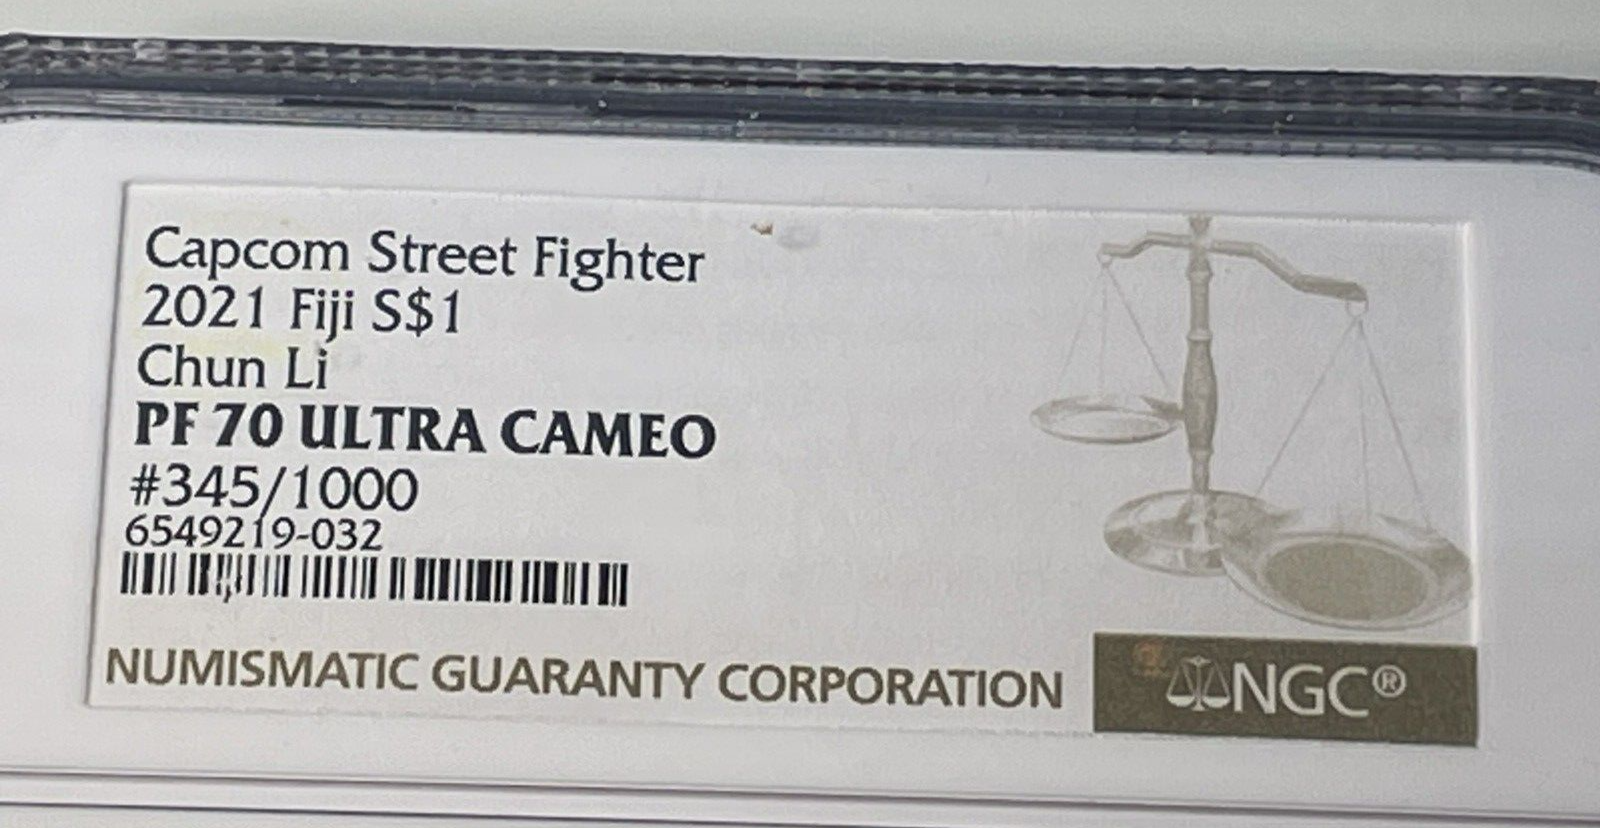 Capcom Street Fighter
2021 Fiji S$1
Chun Li
PF 70 ULTRA CAMEO
#345/1000
6549219-032
NUMISMATIC GUARANTY CORPORATION
NGC®